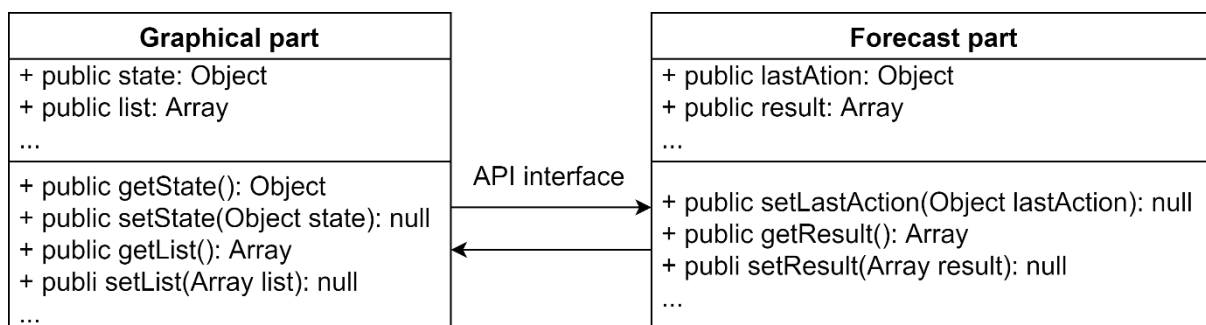 Graphical part
+ public state: Object
+ public list: Array
...
+ public getState(): Object
+ public setState(Object state): null
+ public getList(): Array
+ publi setList(Array list): null
...
API interface
Forecast part
+ public lastAtion: Object
+ public result: Array
...
+ public setLastAction(Object lastAction): null
+ public getResult(): Array
+ publi setResult(Array result): null
...